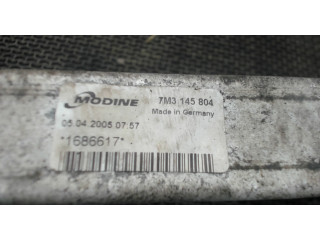 MODINE 7M3 145 804
Made in Germany
05.04.2005 07:57
*1686617*